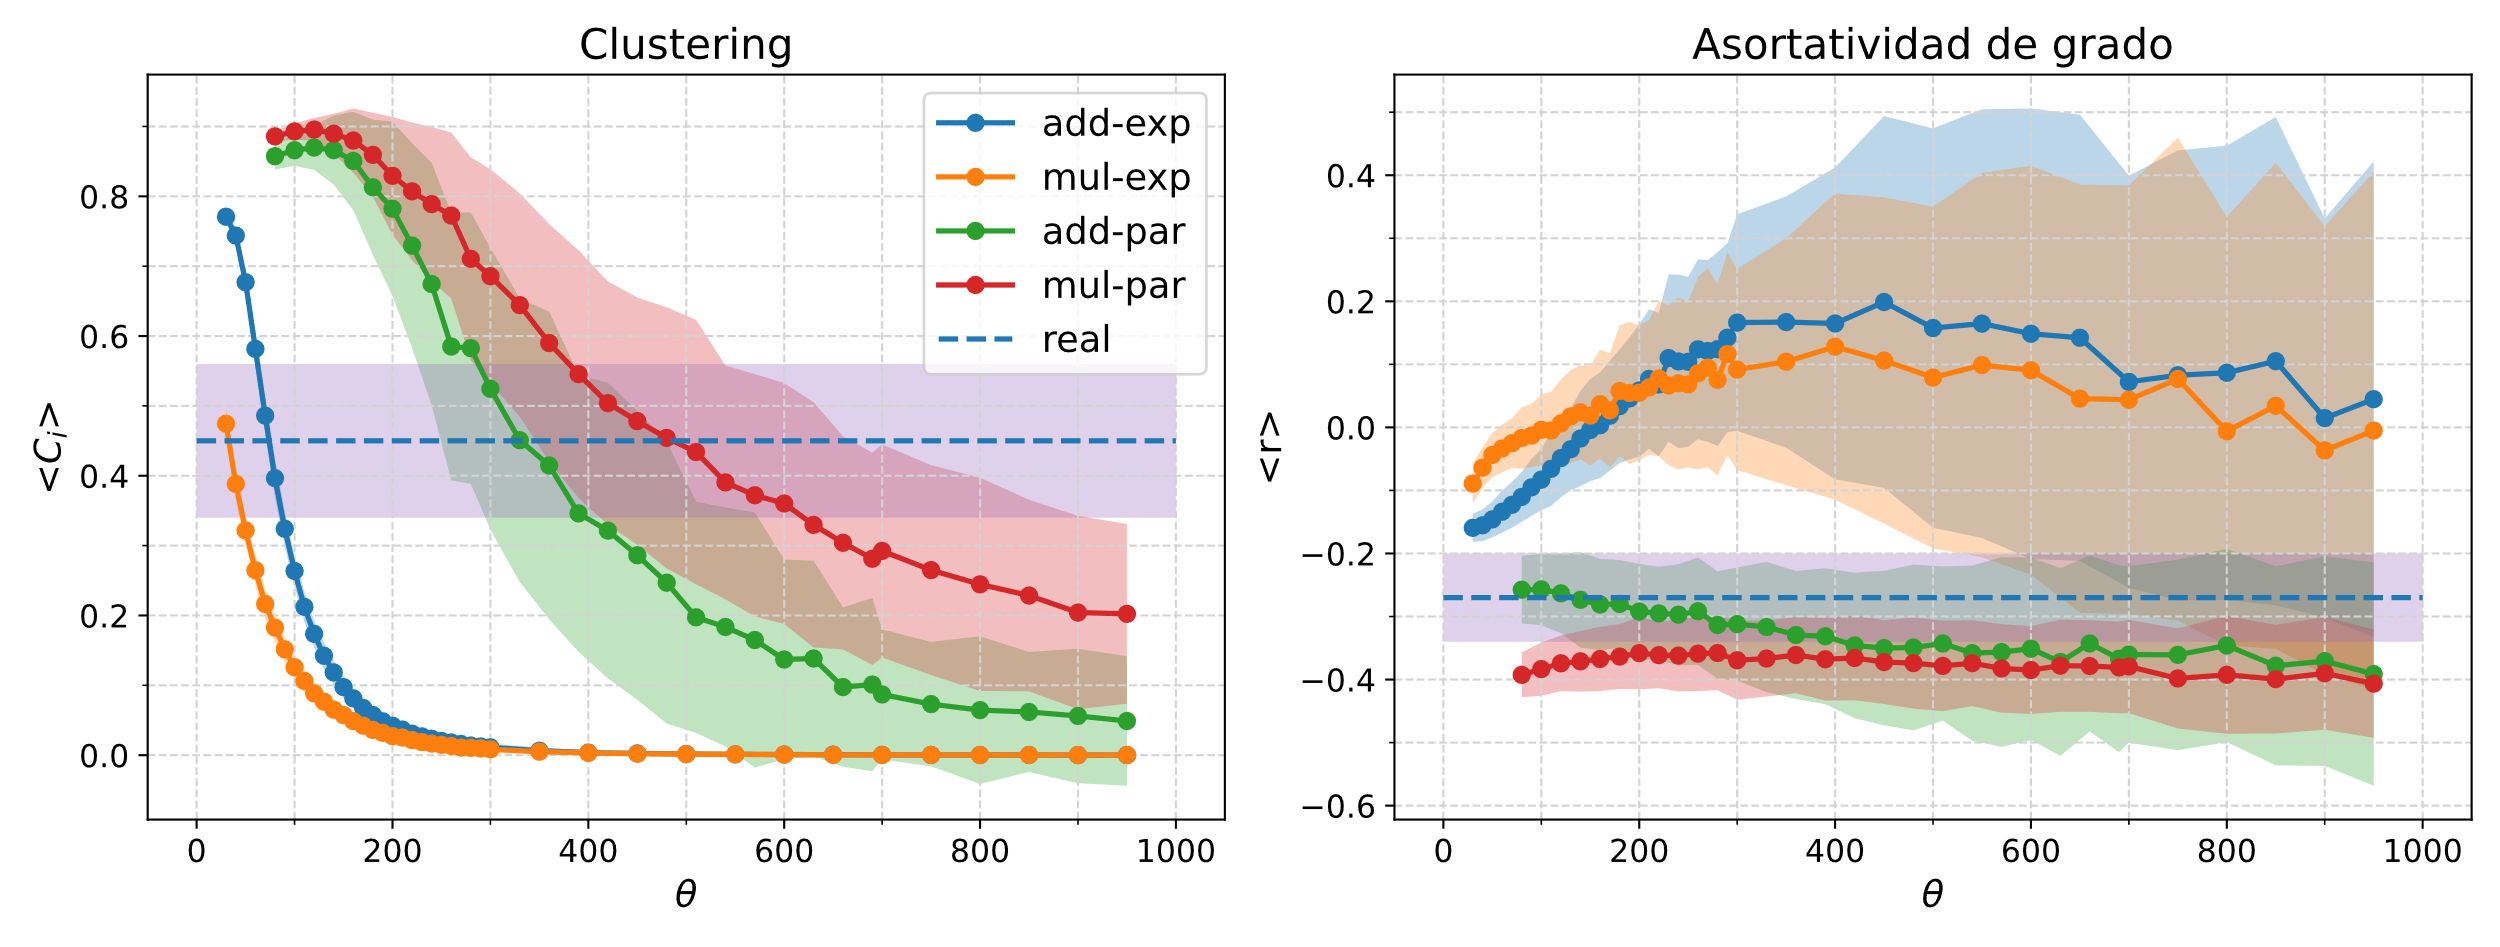 Clustering
<C_i>
0.8
0.6
0.4
0.2
0.0
0 200 400 600 800 1000
θ
add-exp
mul-exp
add-par
mul-par
real
Asortatividad de grado
<r>
0.4
0.2
0.0
−0.2
−0.4
−0.6
0 200 400 600 800 1000
θ